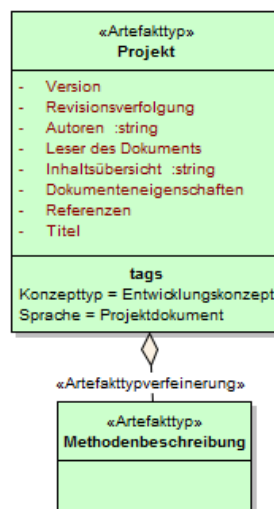 «Artefakttyp»
Projekt
- Version
- Revisionsverfolgung
- Autoren :string
- Leser des Dokuments
- Inhaltsübersicht :string
- Dokumenteneigenschaften
- Referenzen
- Titel
tags
Konzepttyp = Entwicklungskonzept
Sprache = Projektdokument
«Artefakttypverfeinerung»
«Artefakttyp»
Methodenbeschreibung